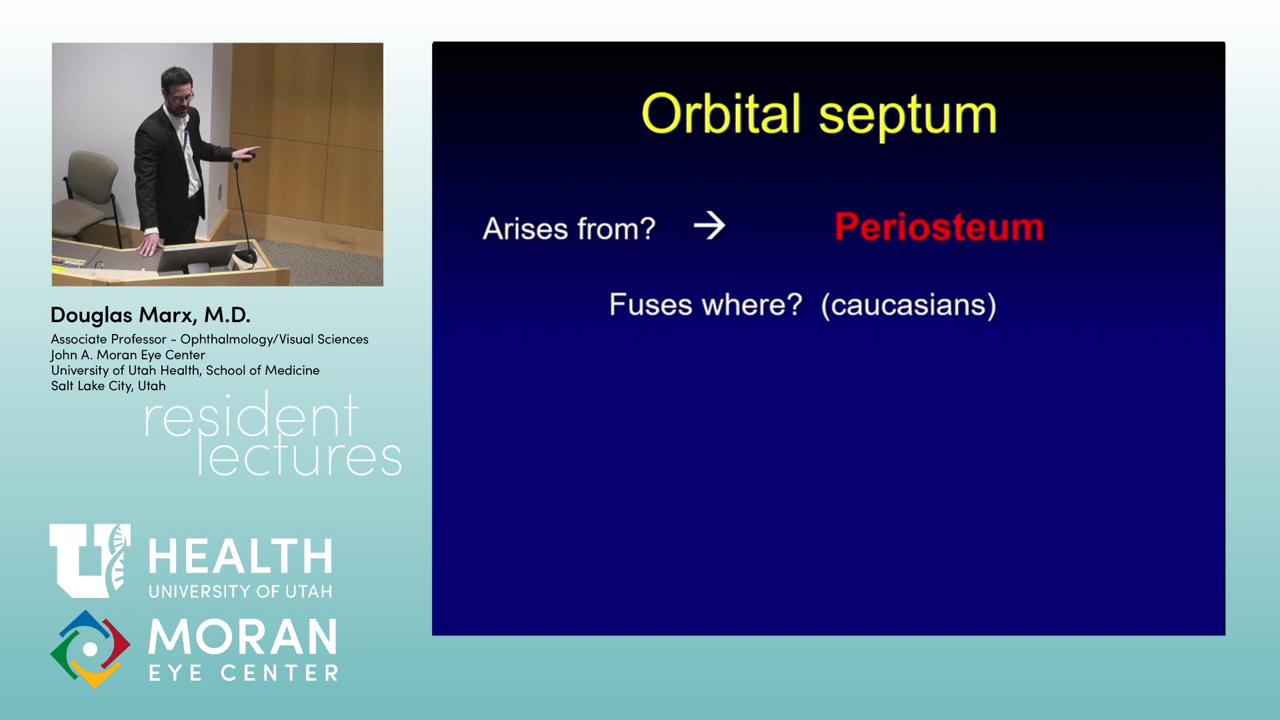 Orbital septum
Arises from? → Periosteum
Fuses where? (caucasians)
Douglas Marx, M.D.
Associate Professor - Ophthalmology/Visual Sciences
John A. Moran Eye Center
University of Utah Health, School of Medicine
Salt Lake City, Utah
resident
lectures
U HEALTH
UNIVERSITY OF UTAH
MORAN
EYE CENTER